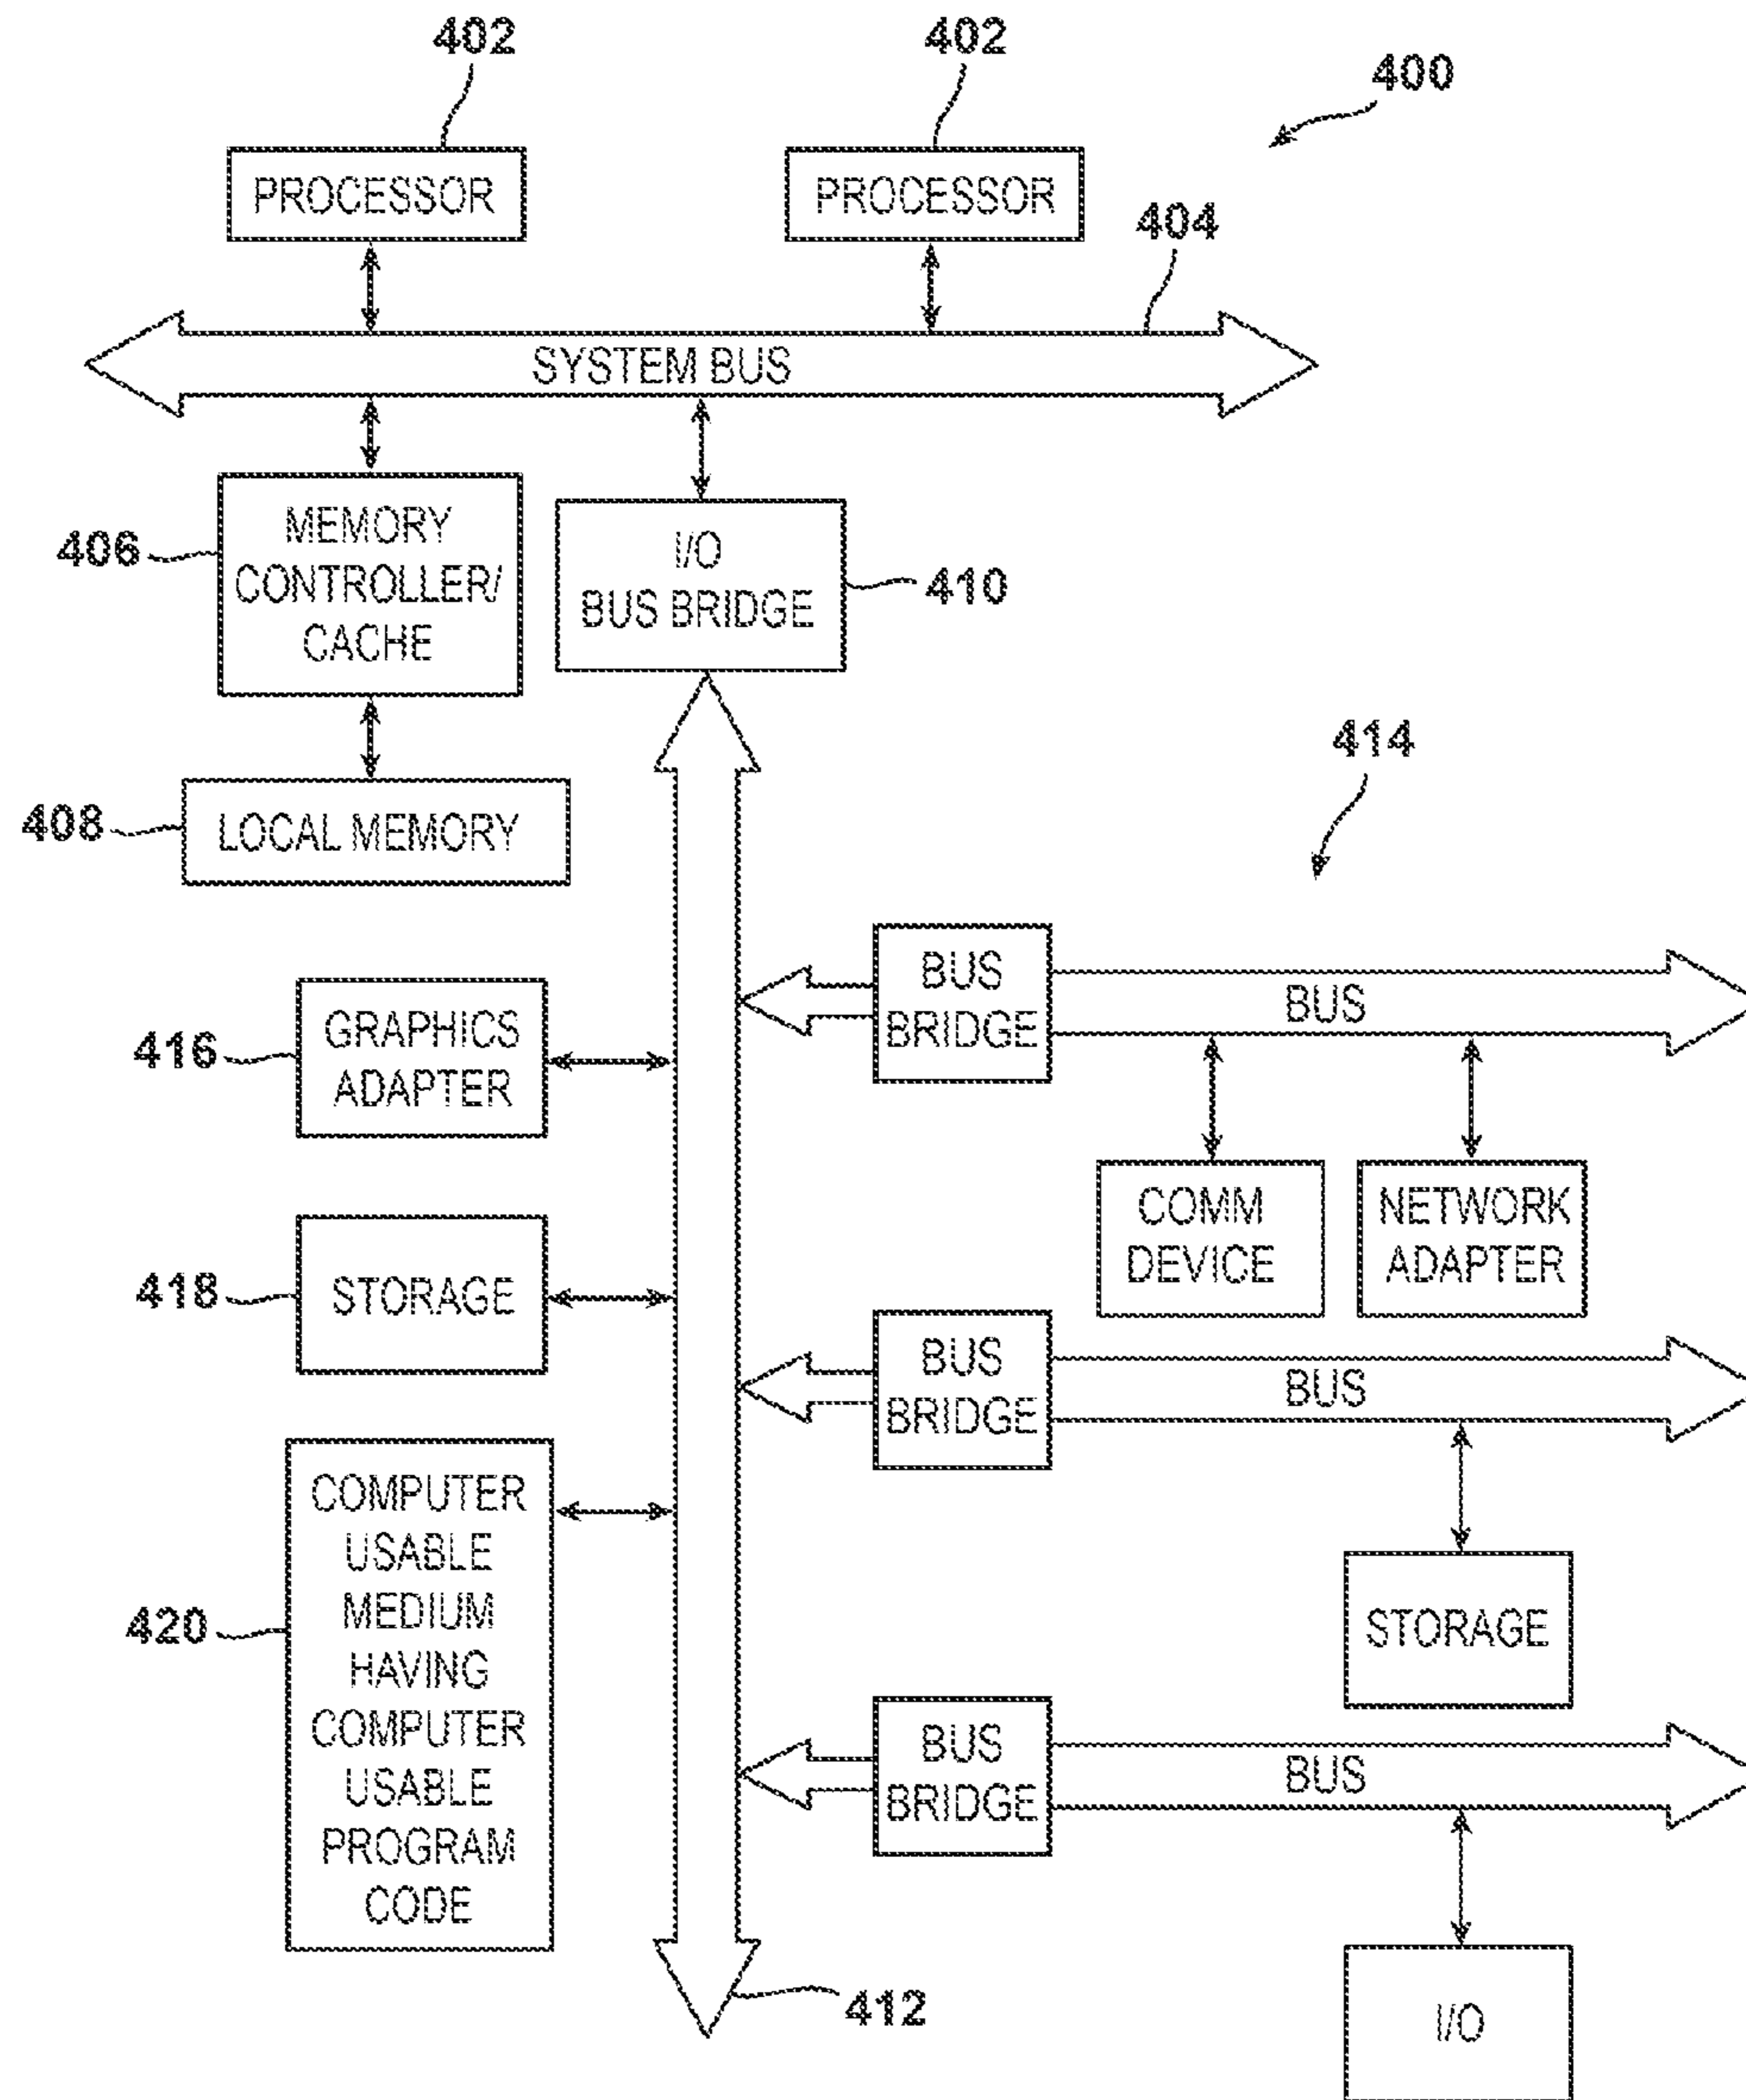 402
402
400
PROCESSOR
PROCESSOR
404
SYSTEM BUS
406
MEMORY
CONTROLLER/
CACHE
I/O
BUS BRIDGE
410
408
LOCAL MEMORY
414
BUS
BRIDGE
BUS
416
GRAPHICS
ADAPTER
COMM
DEVICE
NETWORK
ADAPTER
418
STORAGE
BUS
BRIDGE
BUS
420
COMPUTER
USABLE
MEDIUM
HAVING
COMPUTER
USABLE
PROGRAM
CODE
STORAGE
BUS
BRIDGE
BUS
412
I/O